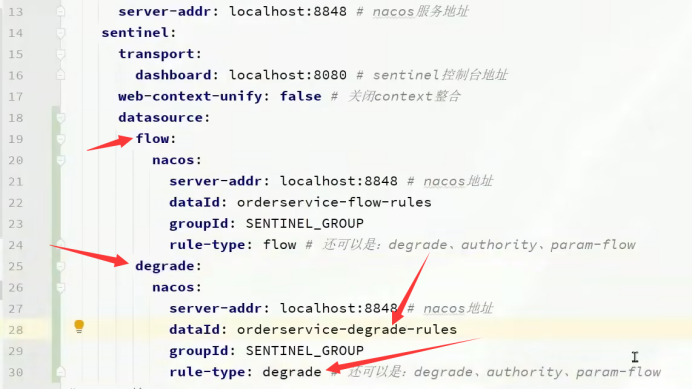 13 server-addr: localhost:8848 # nacos服务地址
14 sentinel:
15 transport:
16 dashboard: localhost:8080 # sentinel控制台地址
17 web-context-unify: false # 关闭context整合
18 datasource:
19 flow:
20 nacos:
21 server-addr: localhost:8848 # nacos地址
22 dataId: orderservice-flow-rules
23 groupId: SENTINEL_GROUP
24 rule-type: flow # 还可以是：degrade、authority、param-flow
25 degrade:
26 nacos:
27 server-addr: localhost:8848 # nacos地址
28 dataId: orderservice-degrade-rules
29 groupId: SENTINEL_GROUP
30 rule-type: degrade # 还可以是：degrade、authority、param-flow